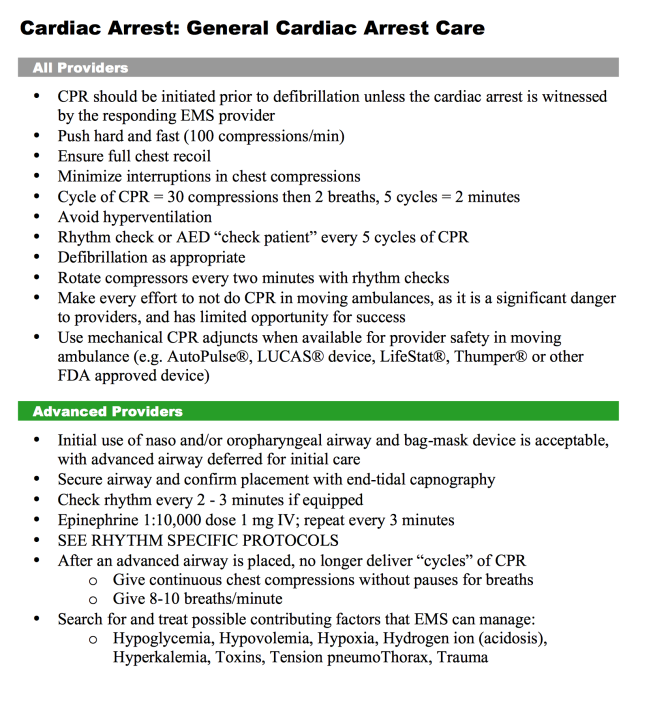 Cardiac Arrest: General Cardiac Arrest Care
All Providers
• CPR should be initiated prior to defibrillation unless the cardiac arrest is witnessed
by the responding EMS provider
• Push hard and fast (100 compressions/min)
• Ensure full chest recoil
• Minimize interruptions in chest compressions
• Cycle of CPR = 30 compressions then 2 breaths, 5 cycles = 2 minutes
• Avoid hyperventilation
• Rhythm check or AED “check patient” every 5 cycles of CPR
• Defibrillation as appropriate
• Rotate compressors every two minutes with rhythm checks
• Make every effort to not do CPR in moving ambulances, as it is a significant danger
to providers, and has limited opportunity for success
• Use mechanical CPR adjuncts when available for provider safety in moving
ambulance (e.g. AutoPulse®, LUCAS® device, LifeStat®, Thumper® or other
FDA approved device)
Advanced Providers
• Initial use of naso and/or oropharyngeal airway and bag-mask device is acceptable,
with advanced airway deferred for initial care
• Secure airway and confirm placement with end-tidal capnography
• Check rhythm every 2 - 3 minutes if equipped
• Epinephrine 1:10,000 dose 1 mg IV; repeat every 3 minutes
• SEE RHYTHM SPECIFIC PROTOCOLS
• After an advanced airway is placed, no longer deliver “cycles” of CPR
o Give continuous chest compressions without pauses for breaths
o Give 8-10 breaths/minute
• Search for and treat possible contributing factors that EMS can manage:
o Hypoglycemia, Hypovolemia, Hypoxia, Hydrogen ion (acidosis),
Hyperkalemia, Toxins, Tension pneumoThorax, Trauma